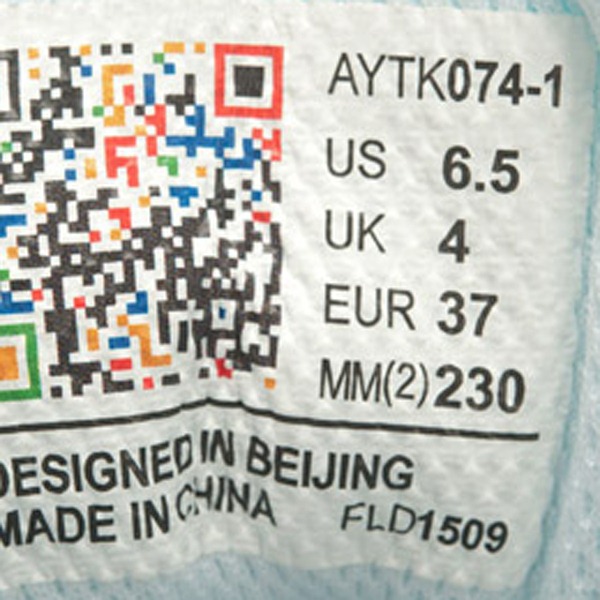 AYTK074-1
US 6.5
UK 4
EUR 37
MM(2) 230
DESIGNED IN BEIJING
MADE IN CHINA FLD1509